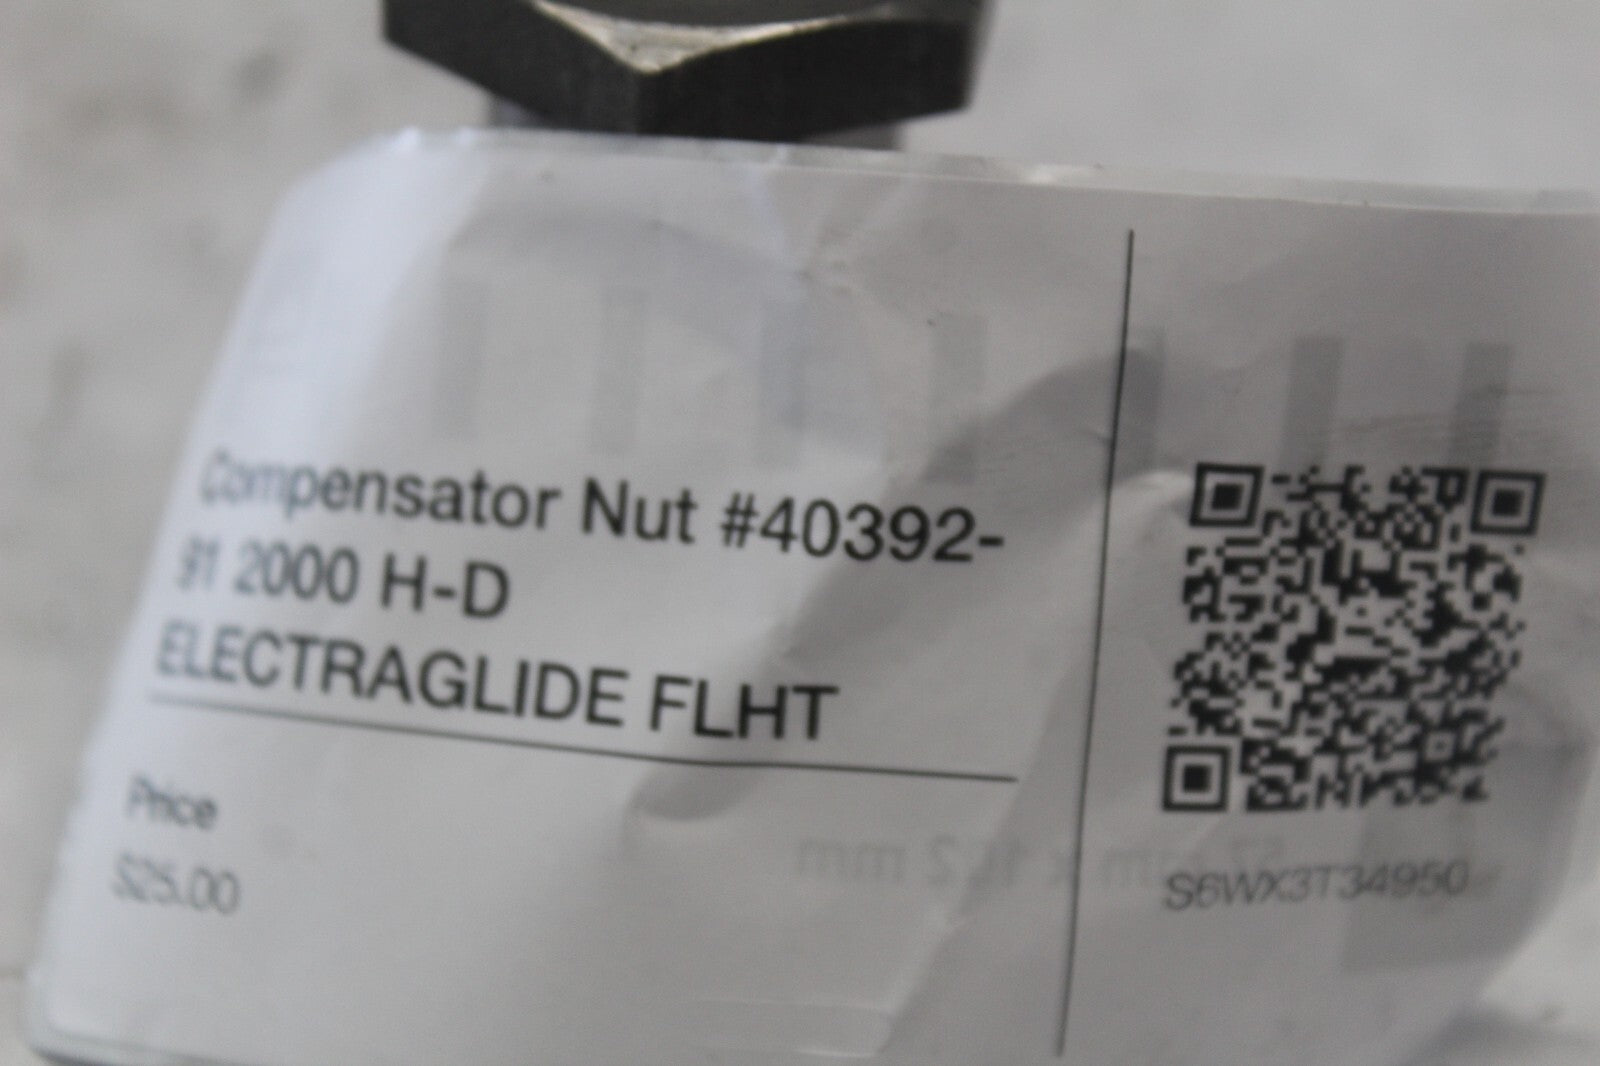 Compensator Nut #40392-
91 2000 H-D
ELECTRAGLIDE FLHT
Price
$25.00
S6WX3T34950